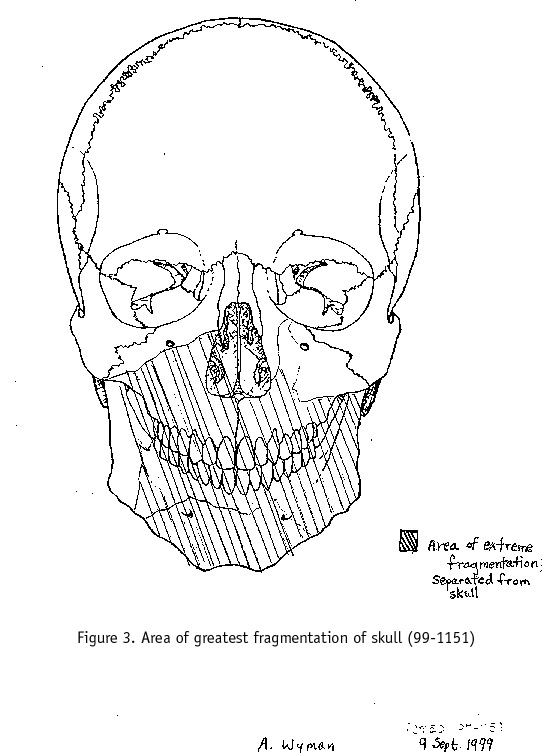 Area of extreme
fragmentation;
separated from
skull
Figure 3. Area of greatest fragmentation of skull (99-1151)
A. Wyman
9 Sept. 1999